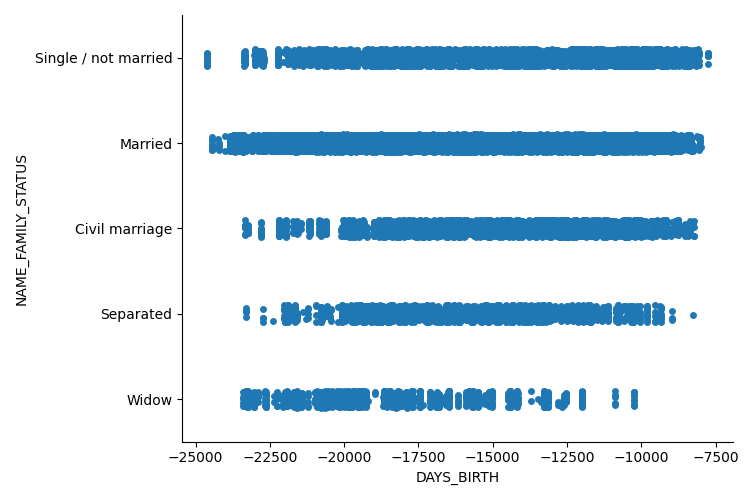 Single / not married
Married
Civil marriage
Separated
Widow
NAME_FAMILY_STATUS
−25000 −22500 −20000 −17500 −15000 −12500 −10000 −7500
DAYS_BIRTH